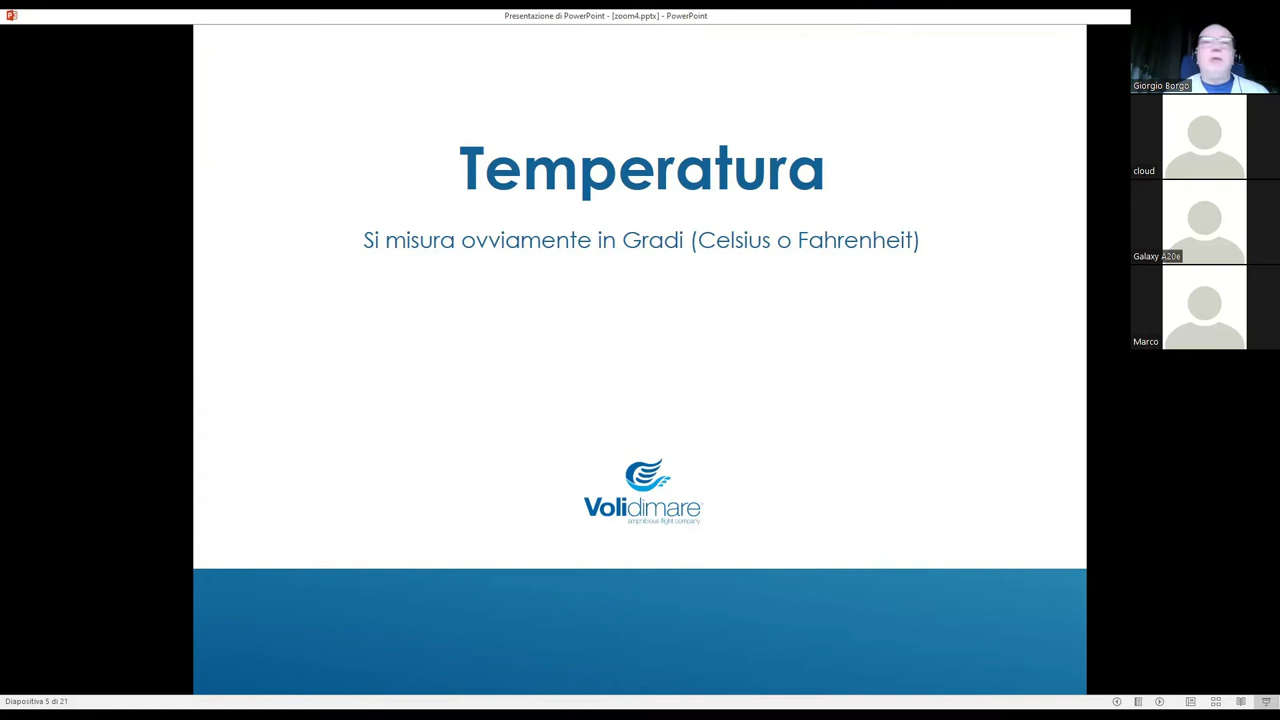 Presentazione di PowerPoint - [zoom4.pptx] - PowerPoint
Giorgio Borgo
cloud
Galaxy A20e
Marco
Temperatura
Si misura ovviamente in Gradi (Celsius o Fahrenheit)
Volidimare
amphibious flight company
Diapositiva 5 di 21